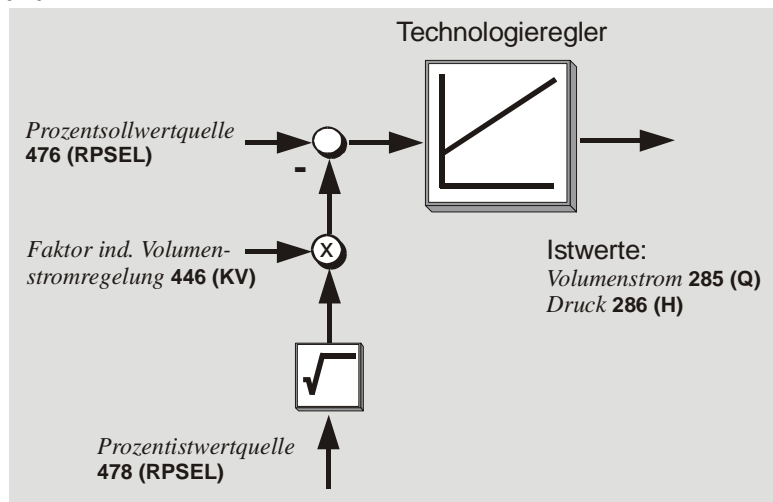 Technologieregler
Prozentsollwertquelle
476 (RPSEL)
-
Faktor ind. Volumen-
stromregelung 446 (KV)
X
Istwerte:
Volumenstrom 285 (Q)
Druck 286 (H)
√
Prozentistwertquelle
478 (RPSEL)